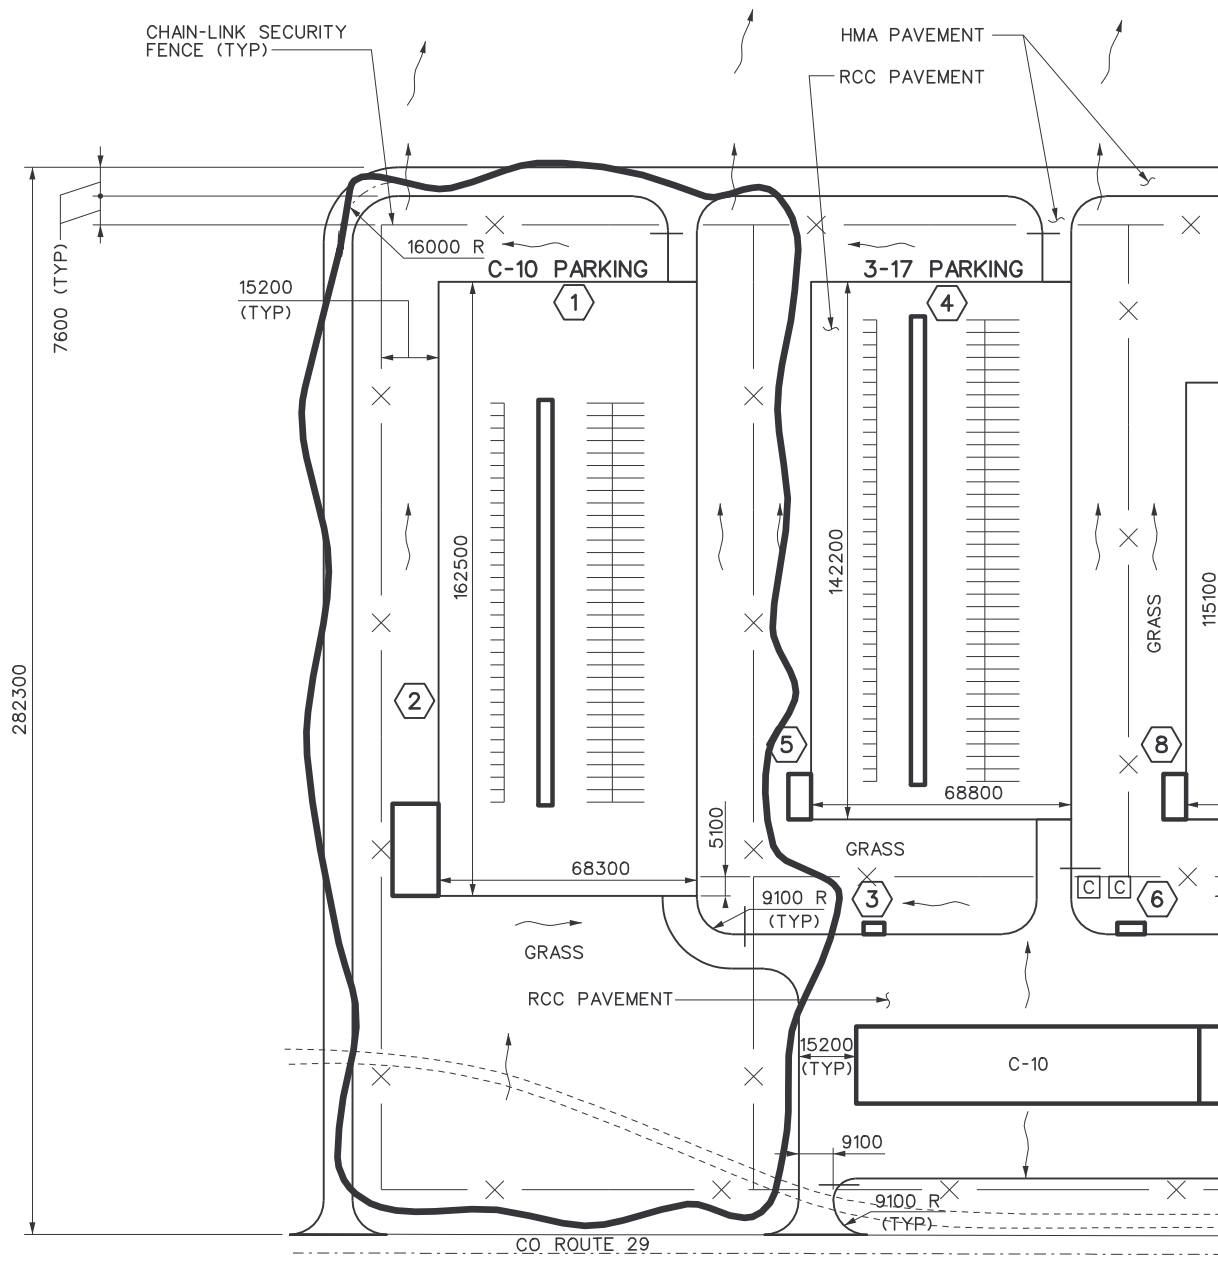 CHAIN-LINK SECURITY
FENCE (TYP)
HMA PAVEMENT
RCC PAVEMENT
7600 (TYP)
16000 R
15200
(TYP)
C-10 PARKING
1
3-17 PARKING
4
162500
142200
115100
GRASS
282300
2
5
8
68800
5100
GRASS
68300
9100 R
(TYP)
3
C
C
6
GRASS
RCC PAVEMENT
15200
(TYP)
C-10
9100
9100 R
(TYP)
CO ROUTE 29